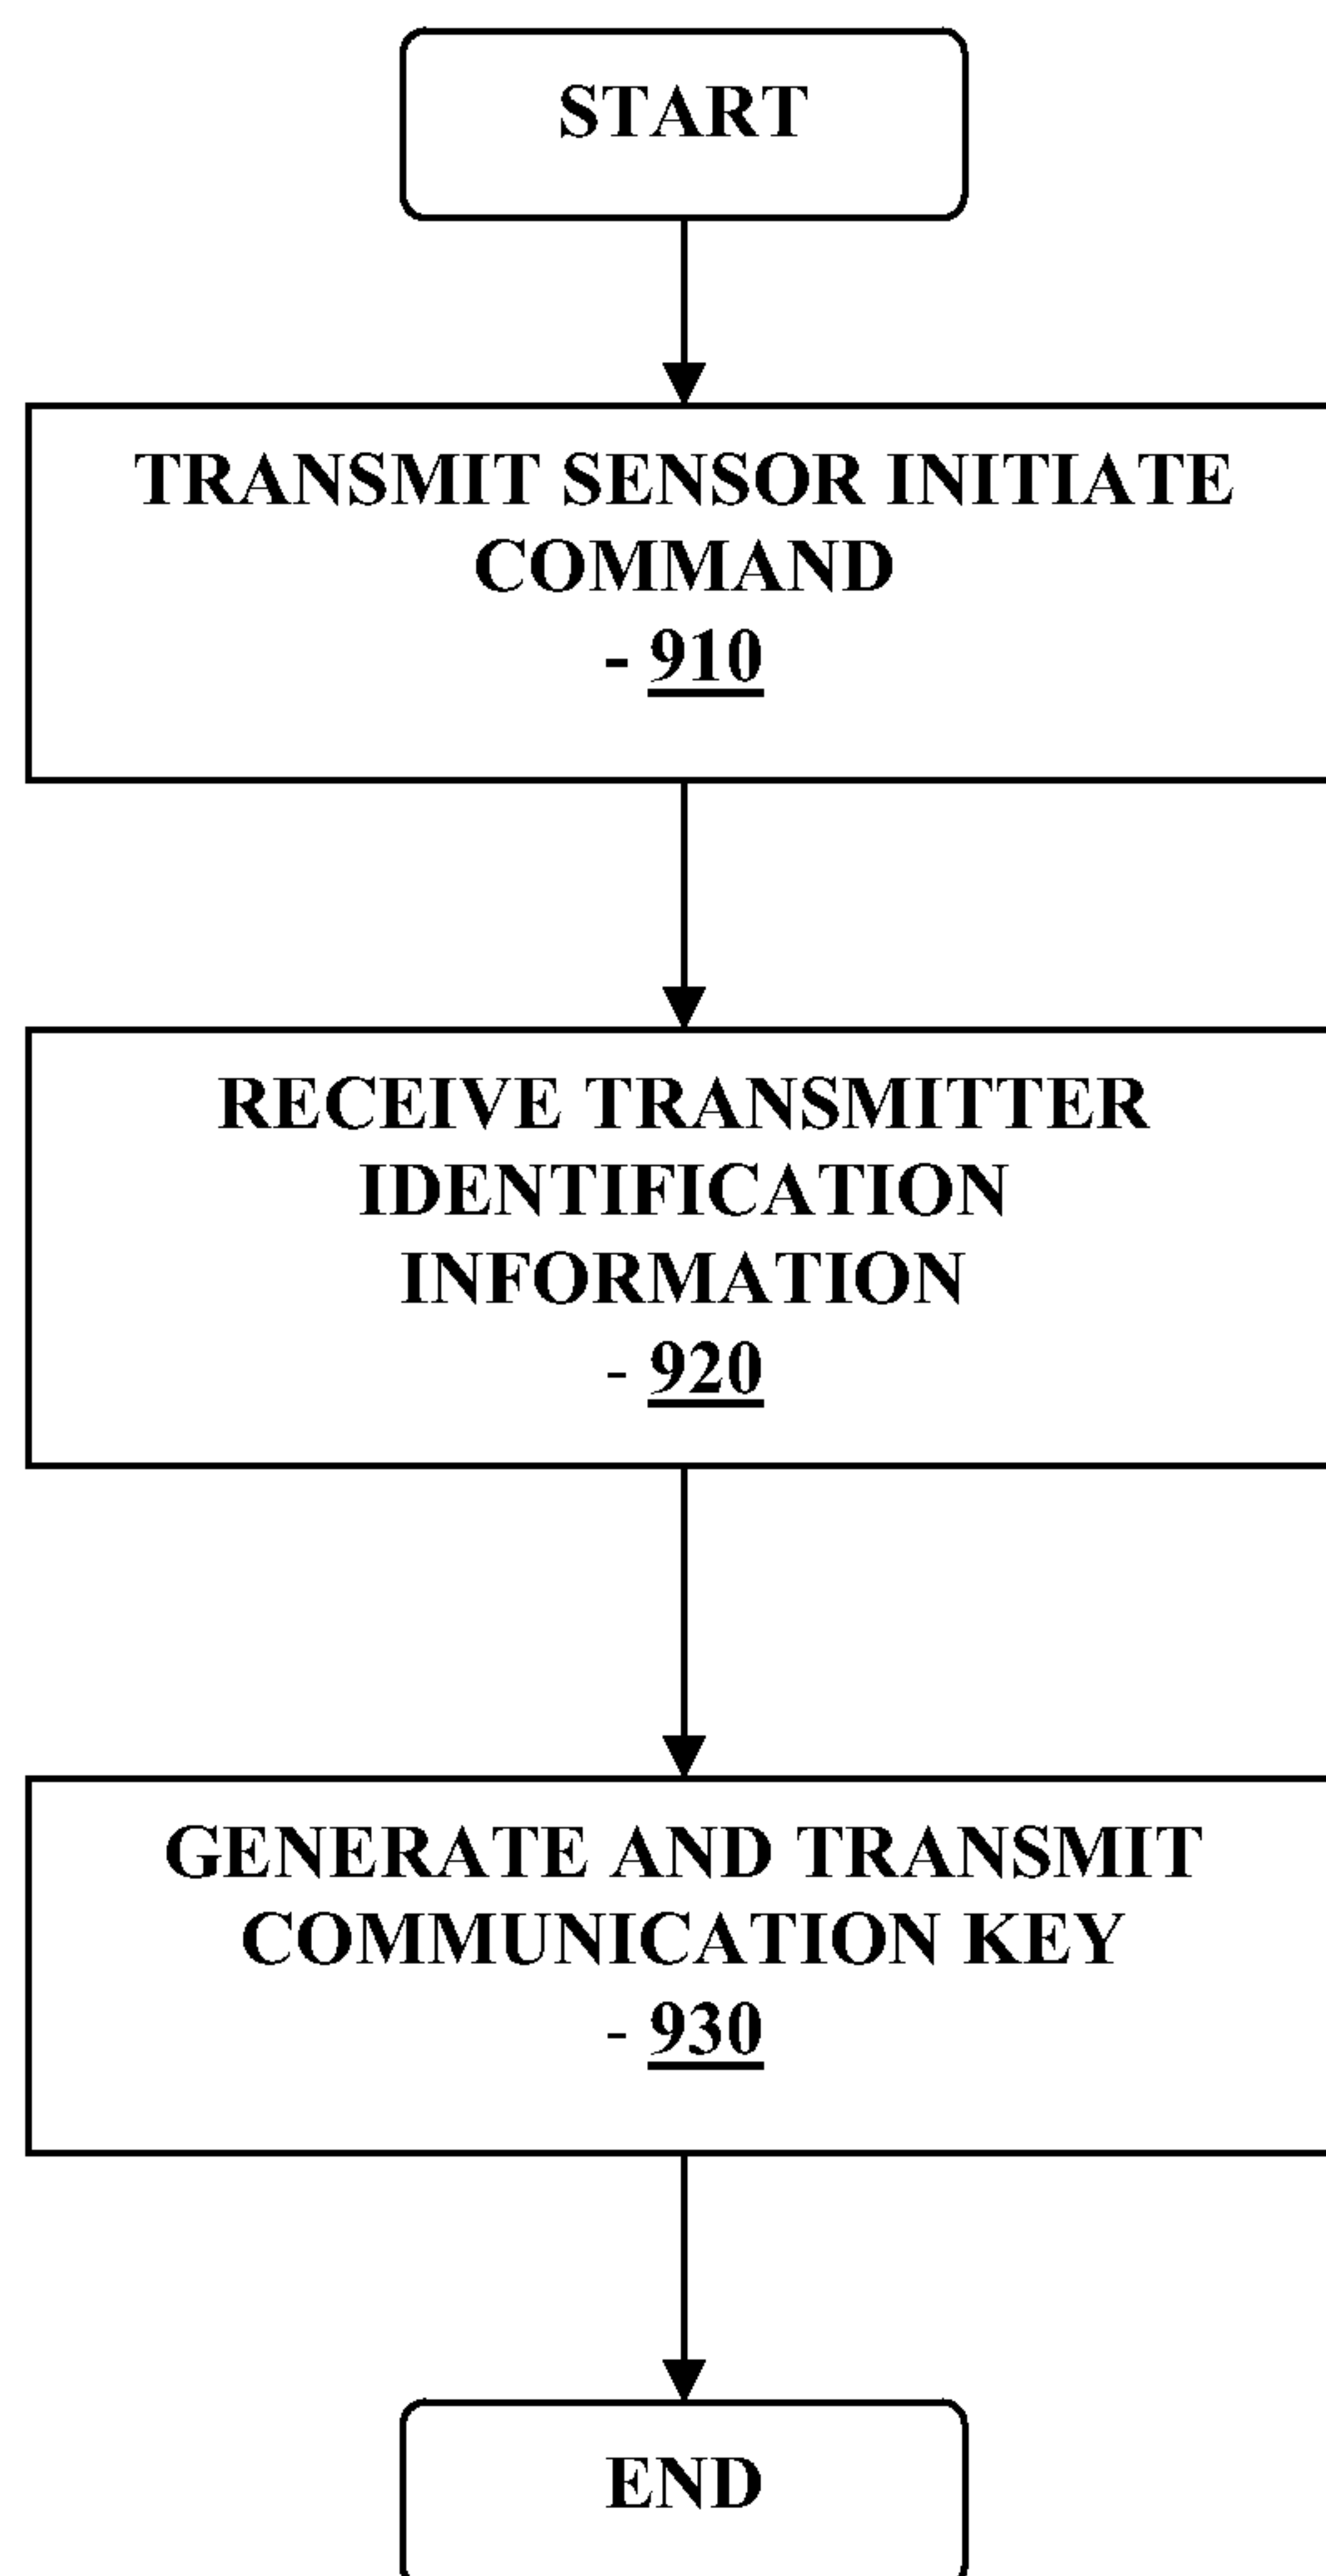 START
TRANSMIT SENSOR INITIATE
COMMAND
- 910
RECEIVE TRANSMITTER
IDENTIFICATION
INFORMATION
- 920
GENERATE AND TRANSMIT
COMMUNICATION KEY
- 930
END